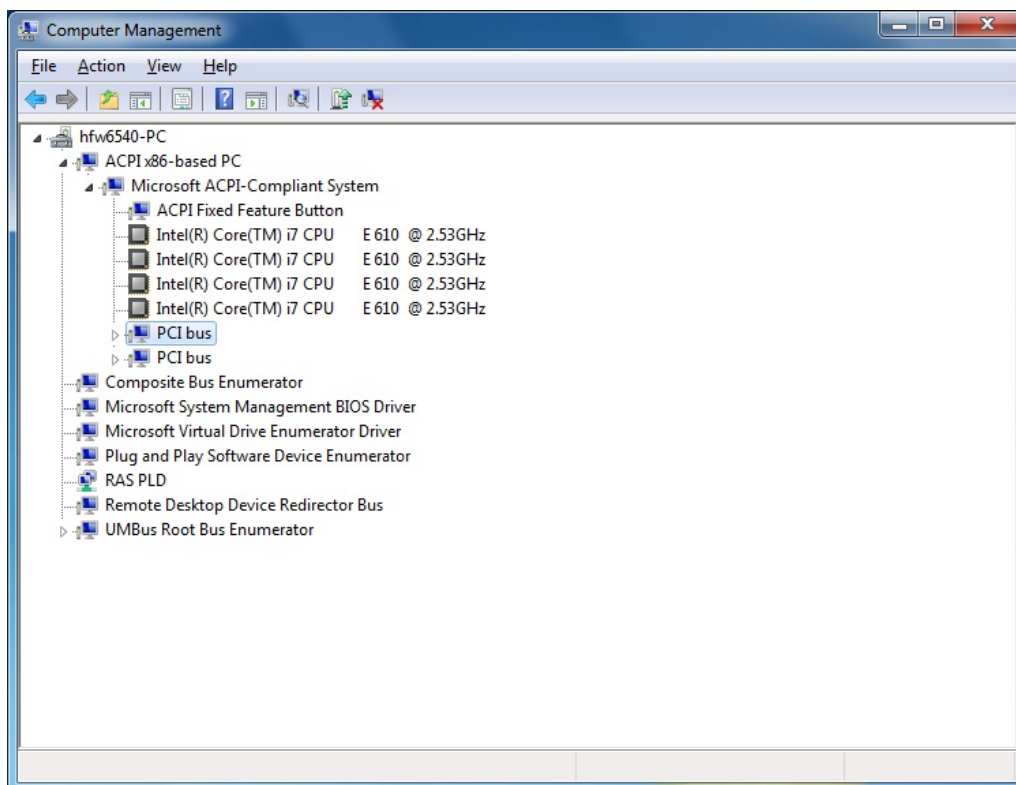 Computer Management
File Action View Help
hfw6540-PC
ACPI x86-based PC
Microsoft ACPI-Compliant System
ACPI Fixed Feature Button
Intel(R) Core(TM) i7 CPU E 610 @ 2.53GHz
Intel(R) Core(TM) i7 CPU E 610 @ 2.53GHz
Intel(R) Core(TM) i7 CPU E 610 @ 2.53GHz
Intel(R) Core(TM) i7 CPU E 610 @ 2.53GHz
PCI bus
PCI bus
Composite Bus Enumerator
Microsoft System Management BIOS Driver
Microsoft Virtual Drive Enumerator Driver
Plug and Play Software Device Enumerator
RAS PLD
Remote Desktop Device Redirector Bus
UMBus Root Bus Enumerator